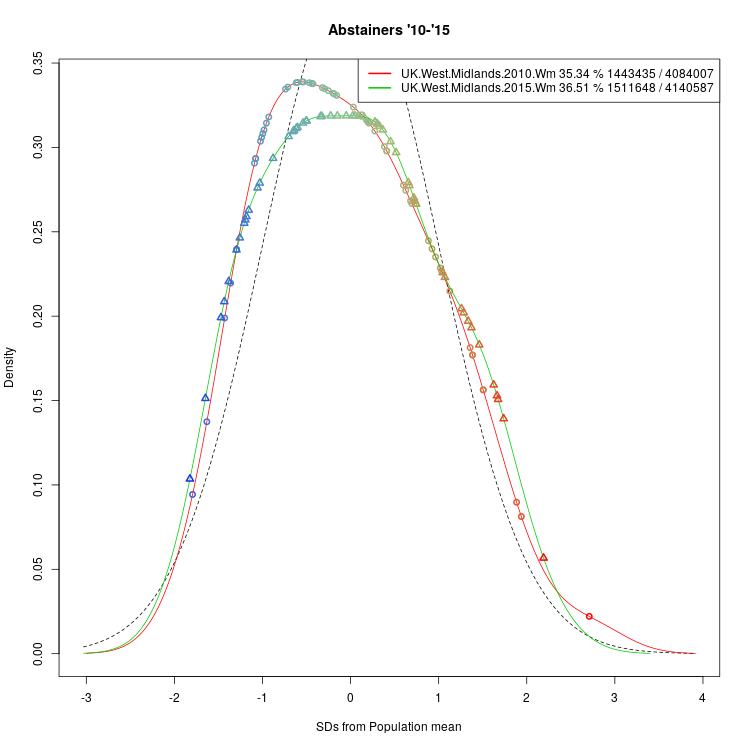 Abstainers '10-'15
UK.West.Midlands.2010.Wm 35.34 % 1443435 / 4084007
UK.West.Midlands.2015.Wm 36.51 % 1511648 / 4140587
Density
0.35
0.30
0.25
0.20
0.15
0.10
0.05
0.00
-3 -2 -1 0 1 2 3 4
SDs from Population mean